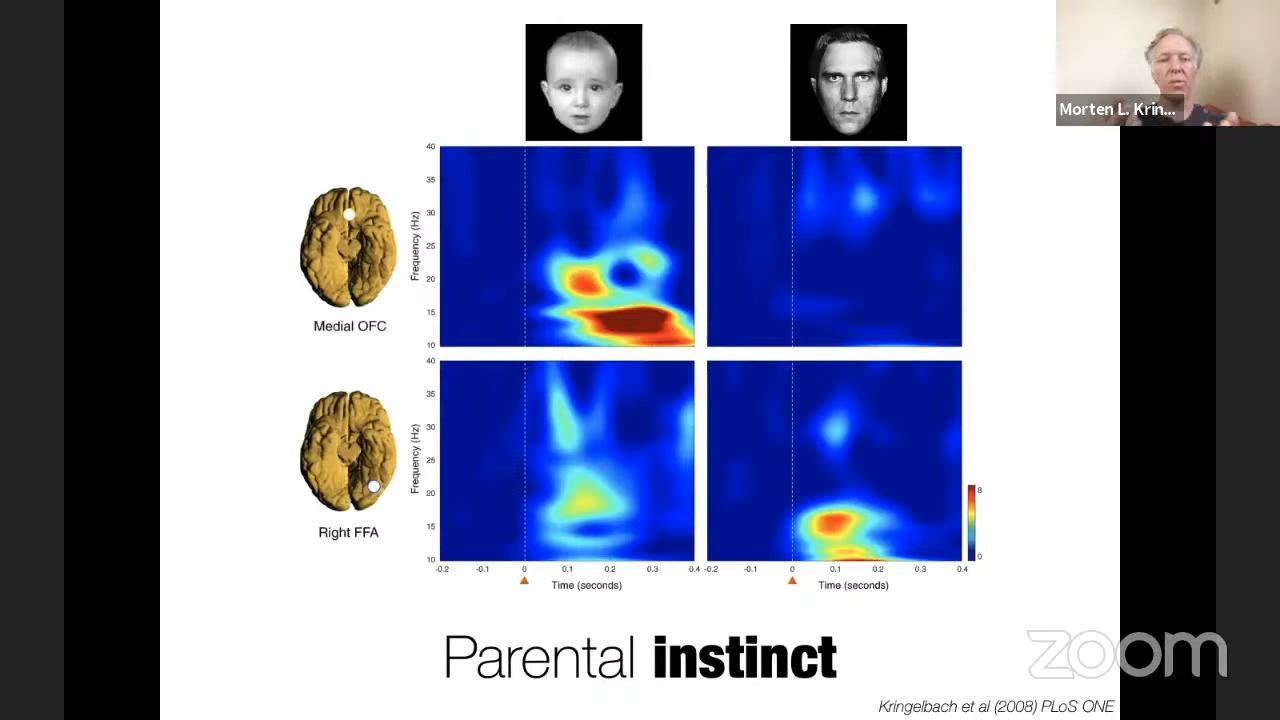 Morten L. Krin...
40
35
30
25
20
15
10
Frequency (Hz)
Medial OFC
40
35
30
25
20
15
10
Frequency (Hz)
Right FFA
8
0
-0.2 -0.1 0 0.1 0.2 0.3 0.4
-0.2 -0.1 0 0.1 0.2 0.3 0.4
Time (seconds)
Time (seconds)
Parental instinct
zoom
Kringelbach et al (2008) PLoS ONE